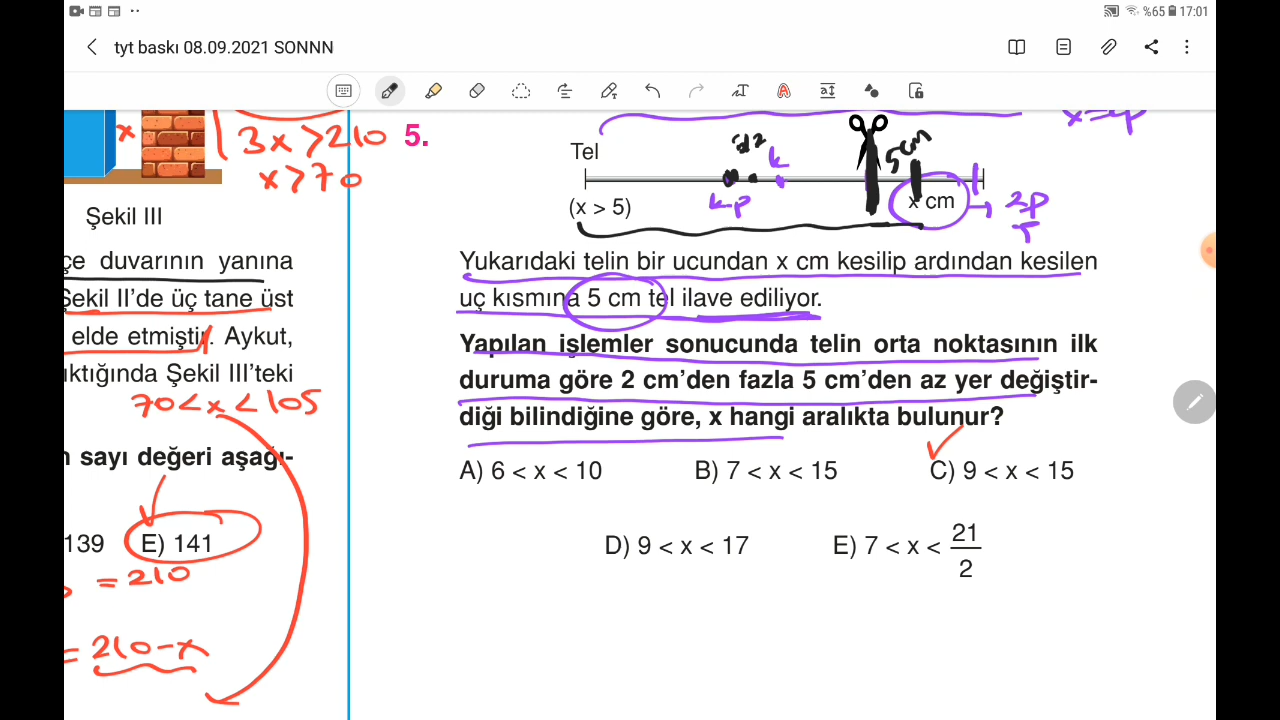 %65 17:01
tyt baskı 08.09.2021 SONNN
x
3x > 210
x > 70
Şekil III
çe duvarının yanına
Şekil II'de üç tane üst
elde etmiştir. Aykut,
ıktığında Şekil III'teki
70 < x < 105
n sayı değeri aşağı-
139 E) 141
= 210
= 210 - x
5.
Tel
k
5 cm
(x > 5)
k-p
x cm
2p
Yukarıdaki telin bir ucundan x cm kesilip ardından kesilen
uç kısmına 5 cm tel ilave ediliyor.
Yapılan işlemler sonucunda telin orta noktasının ilk
duruma göre 2 cm'den fazla 5 cm'den az yer değiştir-
diği bilindiğine göre, x hangi aralıkta bulunur?
A) 6 < x < 10 B) 7 < x < 15 C) 9 < x < 15
D) 9 < x < 17 E) 7 < x < 21/2